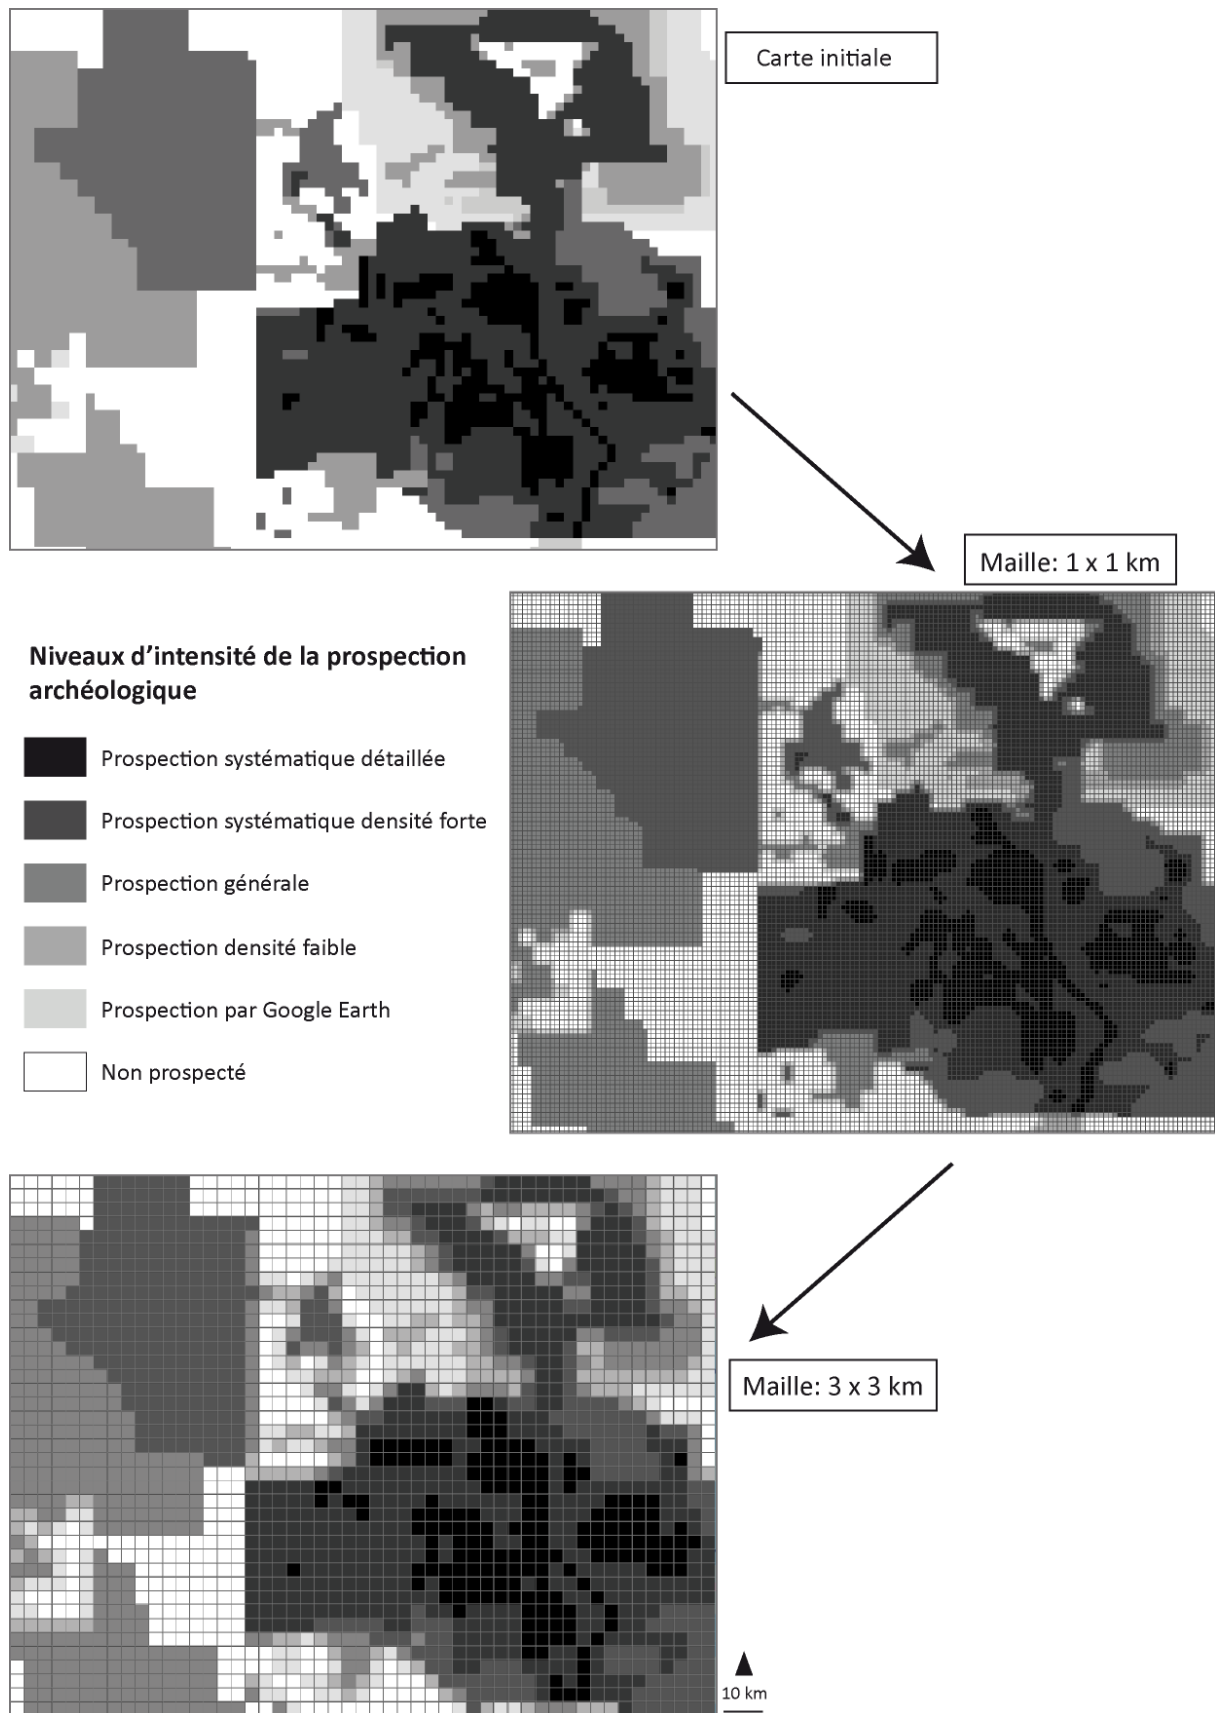 Carte initiale
Maille: 1 x 1 km
Niveaux d’intensité de la prospection
archéologique
Prospection systématique détaillée
Prospection systématique densité forte
Prospection générale
Prospection densité faible
Prospection par Google Earth
Non prospecté
Maille: 3 x 3 km
10 km